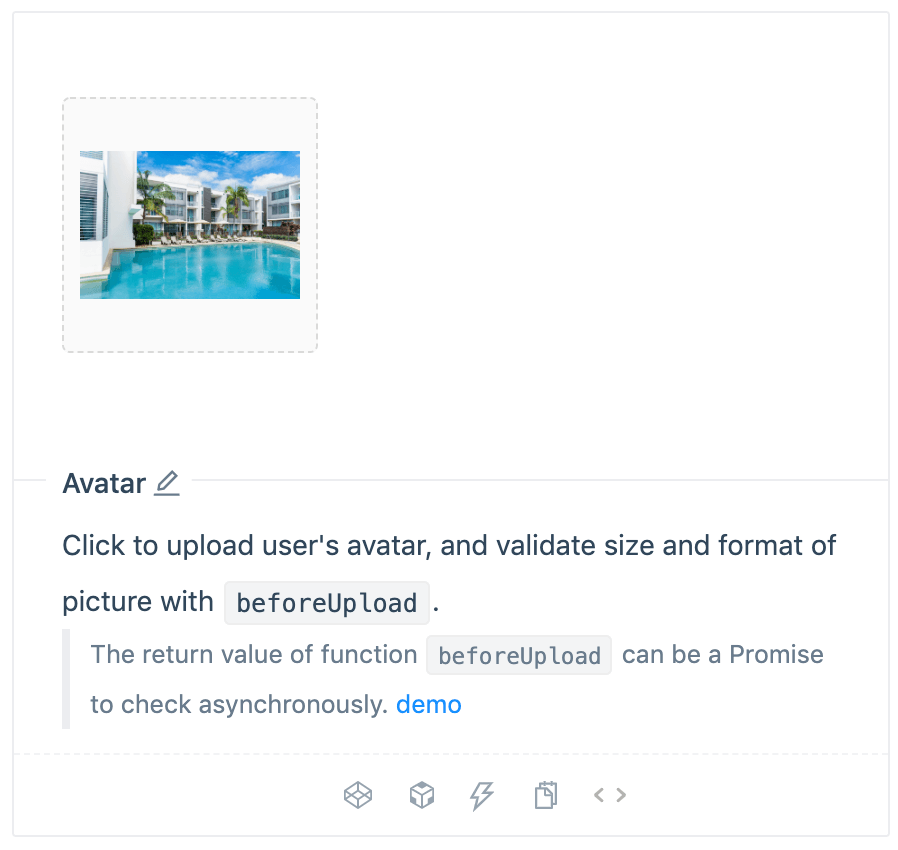 Avatar
Click to upload user's avatar, and validate size and format of
picture with beforeUpload .
The return value of function beforeUpload can be a Promise
to check asynchronously. demo